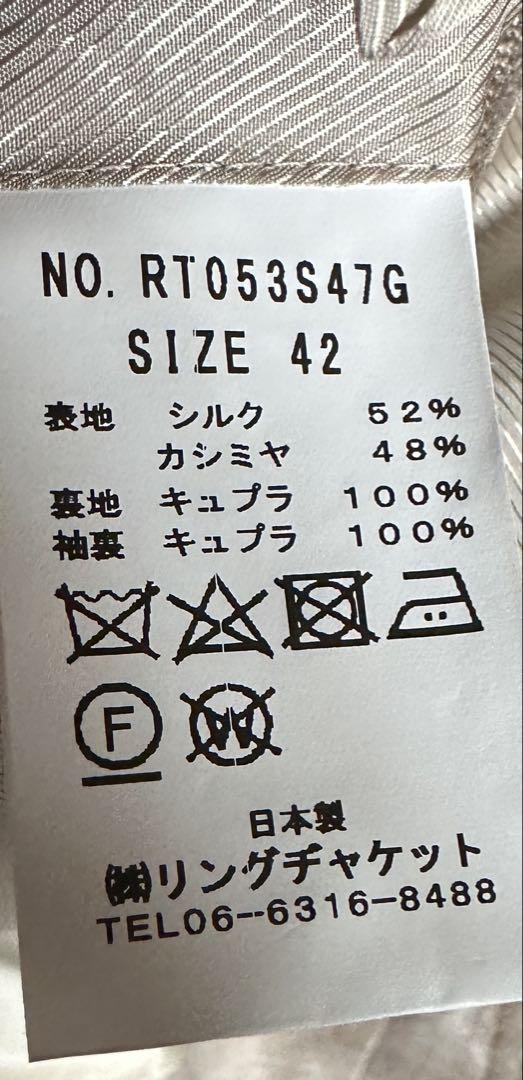 NO. RT053S47G
SIZE 42
表地 シルク 52%
カシミヤ 48%
裏地 キュプラ 100%
袖裏 キュプラ 100%
F
W
日本製
㈱リングヂャケット
TEL06-6316-8488